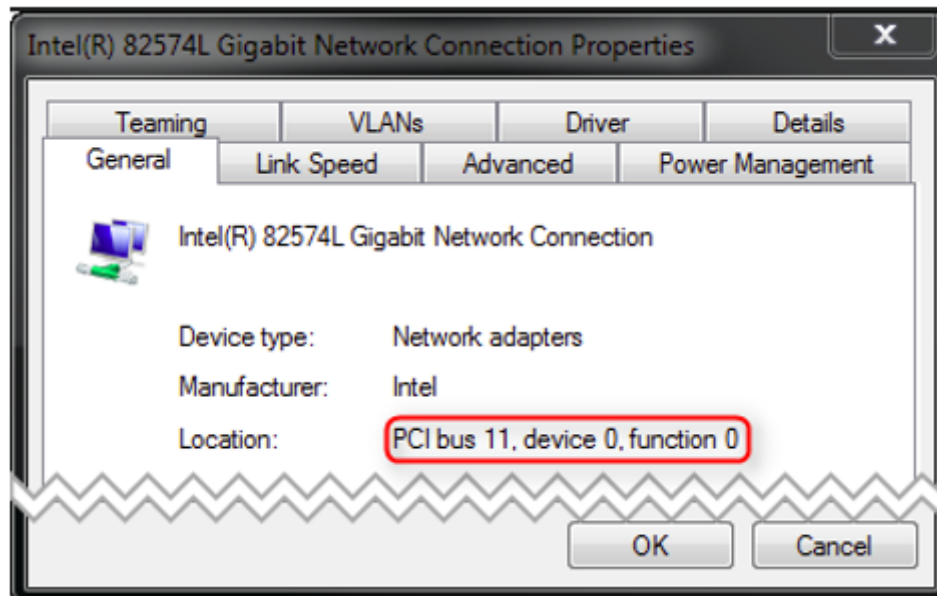 Intel(R) 82574L Gigabit Network Connection Properties
x
Teaming VLANs Driver Details
General Link Speed Advanced Power Management
Intel(R) 82574L Gigabit Network Connection
Device type: Network adapters
Manufacturer: Intel
Location: PCI bus 11, device 0, function 0
OK Cancel